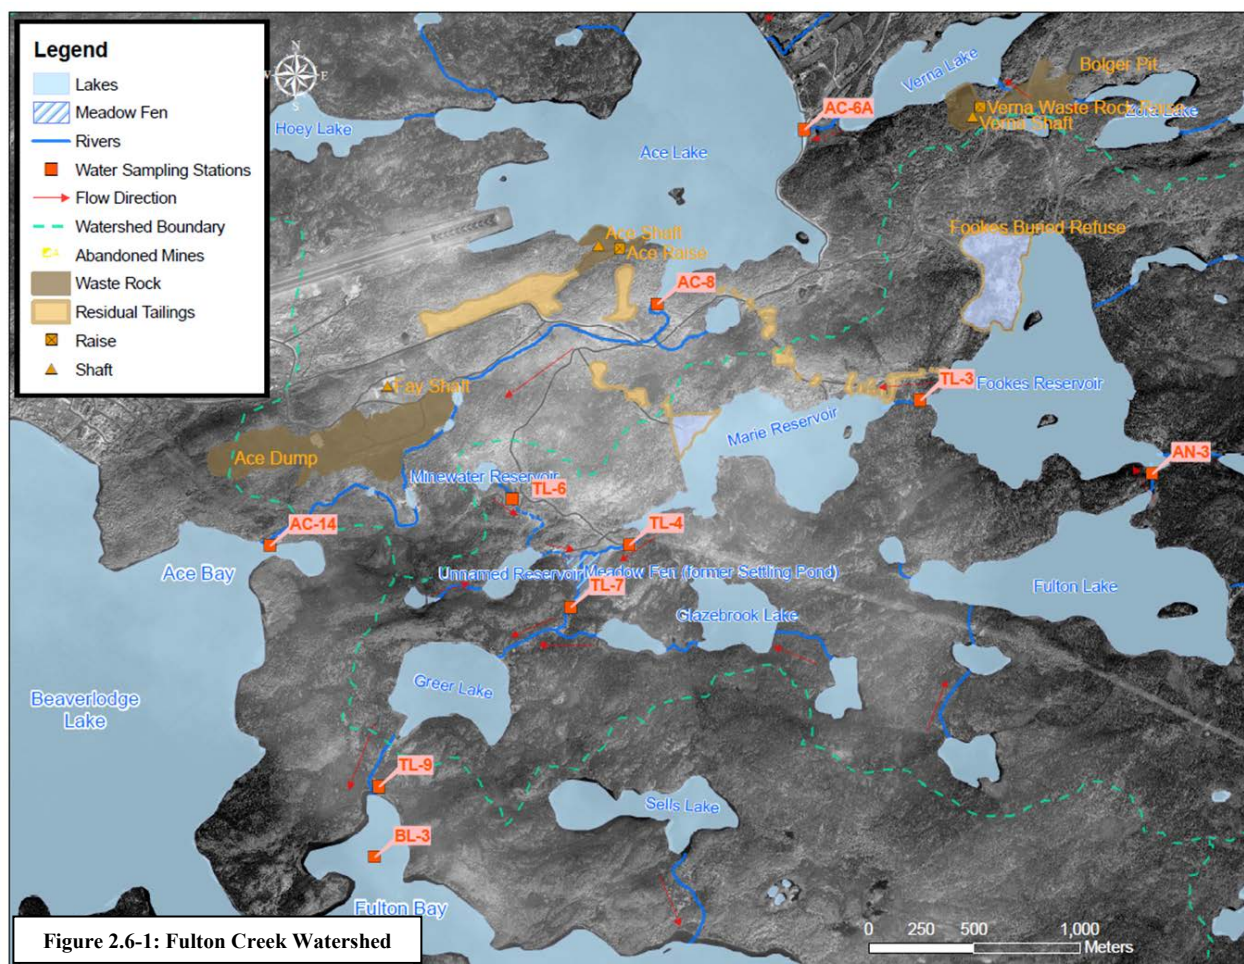 Legend
Lakes
Meadow Fen
Rivers
Water Sampling Stations
Flow Direction
Watershed Boundary
Abandoned Mines
Waste Rock
Residual Tailings
Raise
Shaft
N
W E
S
Hoey Lake
Ace Lake
AC-6A
Verna Lake
Bolger Pit
Verna Waste Rock Raise
Verna Shaft
Zora Lake
Ace Shaft
Ace Raise
Fookes Buried Refuse
AC-8
Fay Shaft
TL-3
Fookes Reservoir
Marie Reservoir
Ace Dump
Minewater Reservoir
TL-6
AN-3
AC-14
TL-4
Ace Bay
Unnamed Reservoir
Meadow Fen (former Settling Pond)
TL-7
Fulton Lake
Glazebrook Lake
Greer Lake
Beaverlodge
Lake
TL-9
Sells Lake
BL-3
Fulton Bay
0 250 500 1,000
Meters
Figure 2.6-1: Fulton Creek Watershed